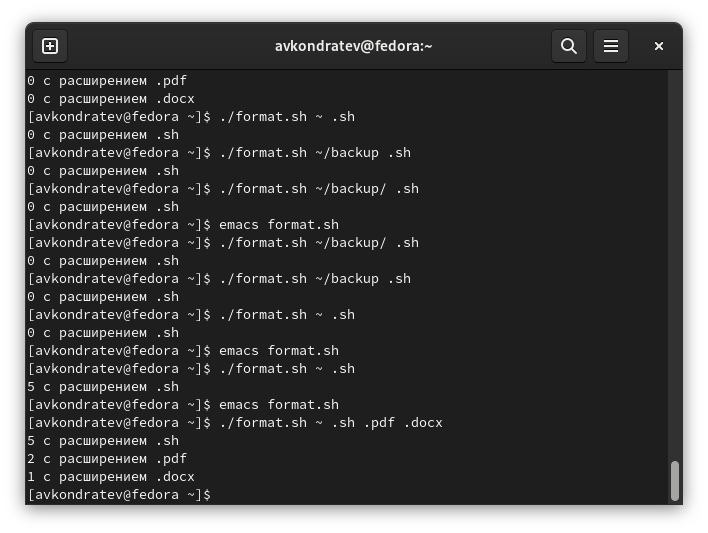 avkondratev@fedora:~
0 с расширением .pdf
0 с расширением .docx
[avkondratev@fedora ~]$ ./format.sh ~ .sh
0 с расширением .sh
[avkondratev@fedora ~]$ ./format.sh ~/backup .sh
0 с расширением .sh
[avkondratev@fedora ~]$ ./format.sh ~/backup/ .sh
0 с расширением .sh
[avkondratev@fedora ~]$ emacs format.sh
[avkondratev@fedora ~]$ ./format.sh ~/backup/ .sh
0 с расширением .sh
[avkondratev@fedora ~]$ ./format.sh ~/backup .sh
0 с расширением .sh
[avkondratev@fedora ~]$ ./format.sh ~ .sh
0 с расширением .sh
[avkondratev@fedora ~]$ emacs format.sh
[avkondratev@fedora ~]$ ./format.sh ~ .sh
5 с расширением .sh
[avkondratev@fedora ~]$ emacs format.sh
[avkondratev@fedora ~]$ ./format.sh ~ .sh .pdf .docx
5 с расширением .sh
2 с расширением .pdf
1 с расширением .docx
[avkondratev@fedora ~]$